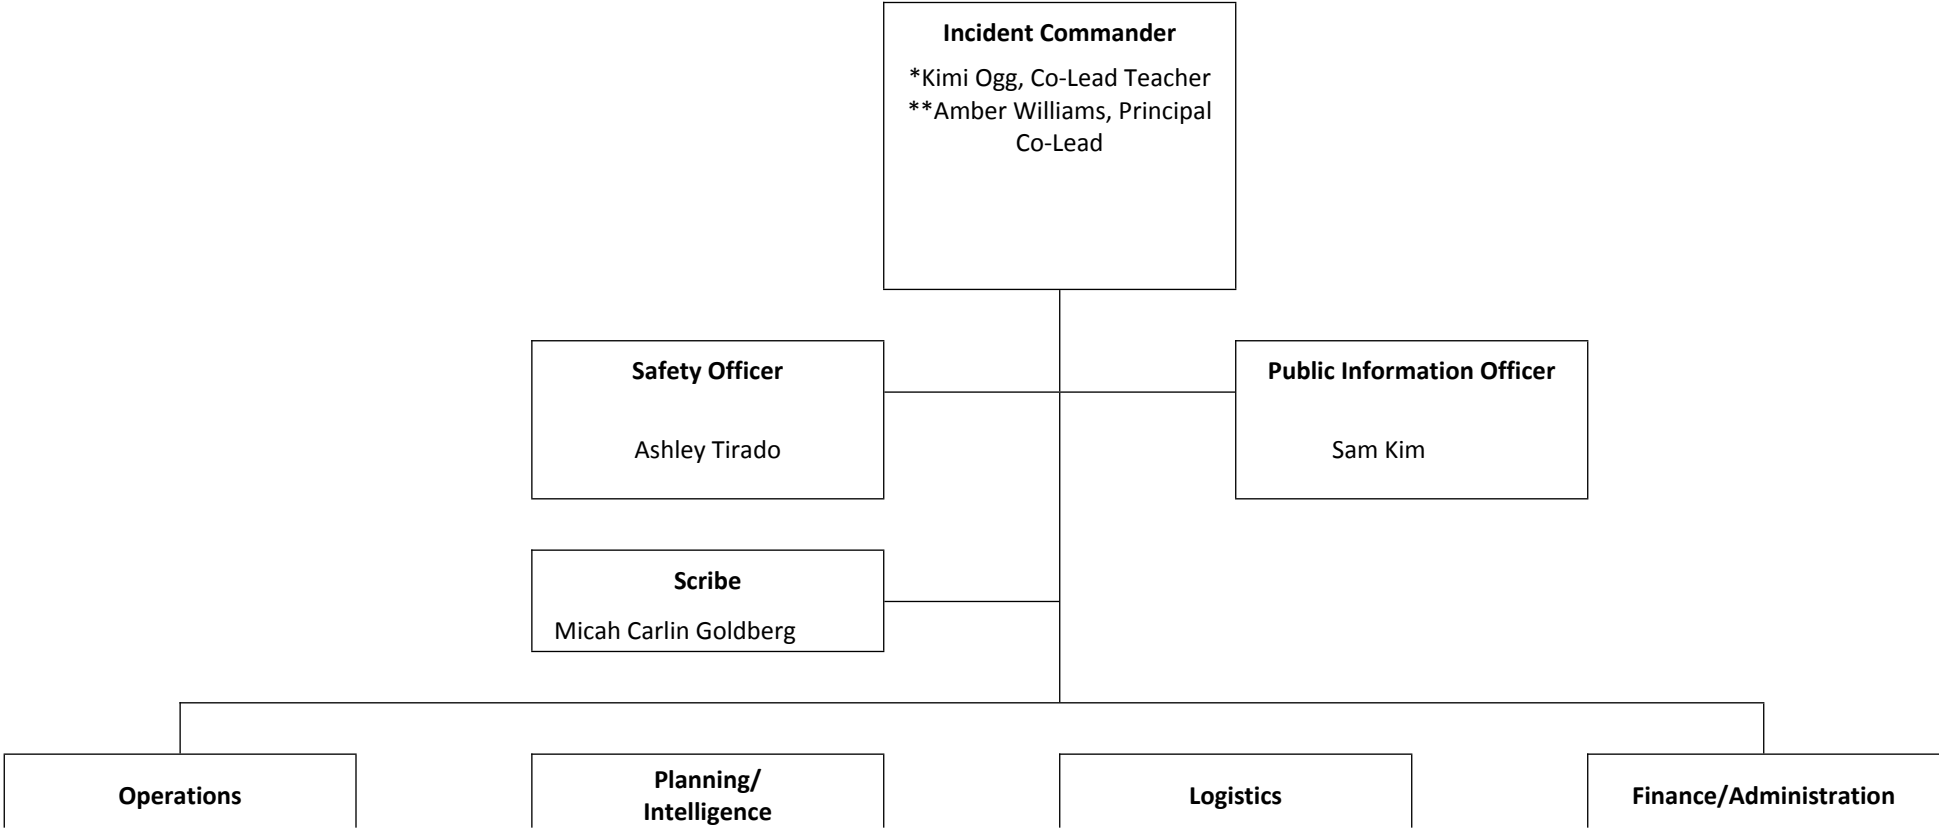 Incident Commander
*Kimi Ogg, Co-Lead Teacher
**Amber Williams, Principal
Co-Lead
Safety Officer
Ashley Tirado
Public Information Officer
Sam Kim
Scribe
Micah Carlin Goldberg
Operations
Planning/
Intelligence
Logistics
Finance/Administration